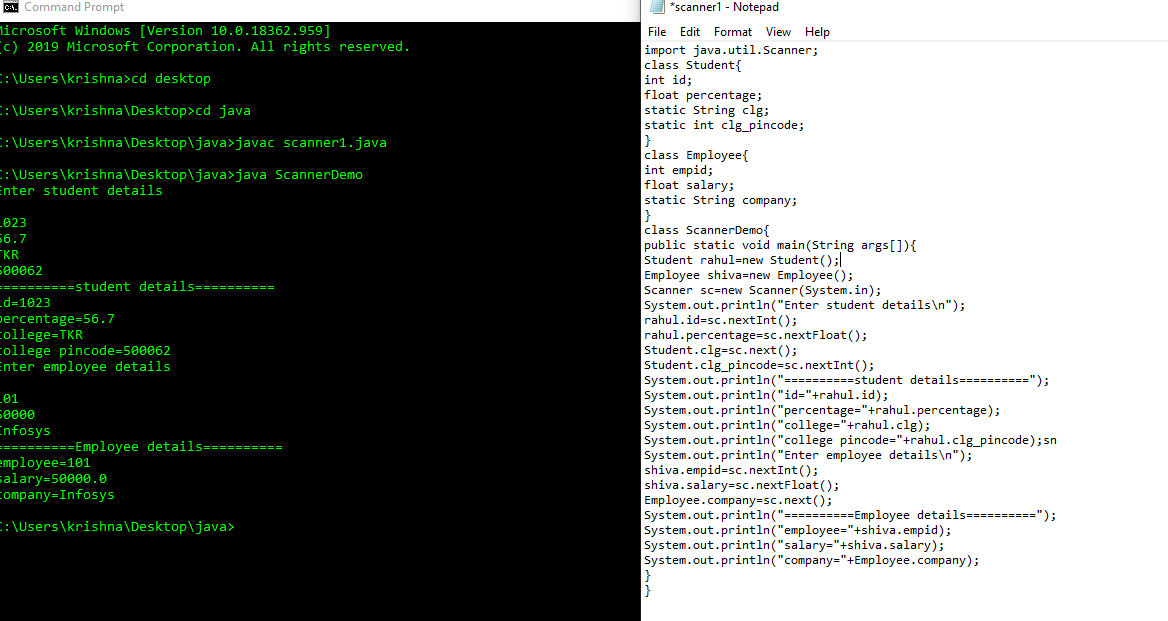 Command Prompt
Microsoft Windows [Version 10.0.18362.959]
(c) 2019 Microsoft Corporation. All rights reserved.
C:\Users\krishna>cd desktop
C:\Users\krishna\Desktop>cd java
C:\Users\krishna\Desktop\java>javac scanner1.java
C:\Users\krishna\Desktop\java>java ScannerDemo
Enter student details
1023
56.7
TKR
500062
==========student details==========
id=1023
percentage=56.7
college=TKR
college pincode=500062
Enter employee details
101
50000
Infosys
==========Employee details==========
employee=101
salary=50000.0
company=Infosys
C:\Users\krishna\Desktop\java>
*scanner1 - Notepad
File Edit Format View Help
import java.util.Scanner;
class Student{
int id;
float percentage;
static String clg;
static int clg_pincode;
}
class Employee{
int empid;
float salary;
static String company;
}
class ScannerDemo{
public static void main(String args[]){
Student rahul=new Student();
Employee shiva=new Employee();
Scanner sc=new Scanner(System.in);
System.out.println("Enter student details\n");
rahul.id=sc.nextInt();
rahul.percentage=sc.nextFloat();
Student.clg=sc.next();
Student.clg_pincode=sc.nextInt();
System.out.println("==========student details==========");
System.out.println("id="+rahul.id);
System.out.println("percentage="+rahul.percentage);
System.out.println("college="+rahul.clg);
System.out.println("college pincode="+rahul.clg_pincode);sn
System.out.println("Enter employee details\n");
shiva.empid=sc.nextInt();
shiva.salary=sc.nextFloat();
Employee.company=sc.next();
System.out.println("==========Employee details==========");
System.out.println("employee="+shiva.empid);
System.out.println("salary="+shiva.salary);
System.out.println("company="+Employee.company);
}
}